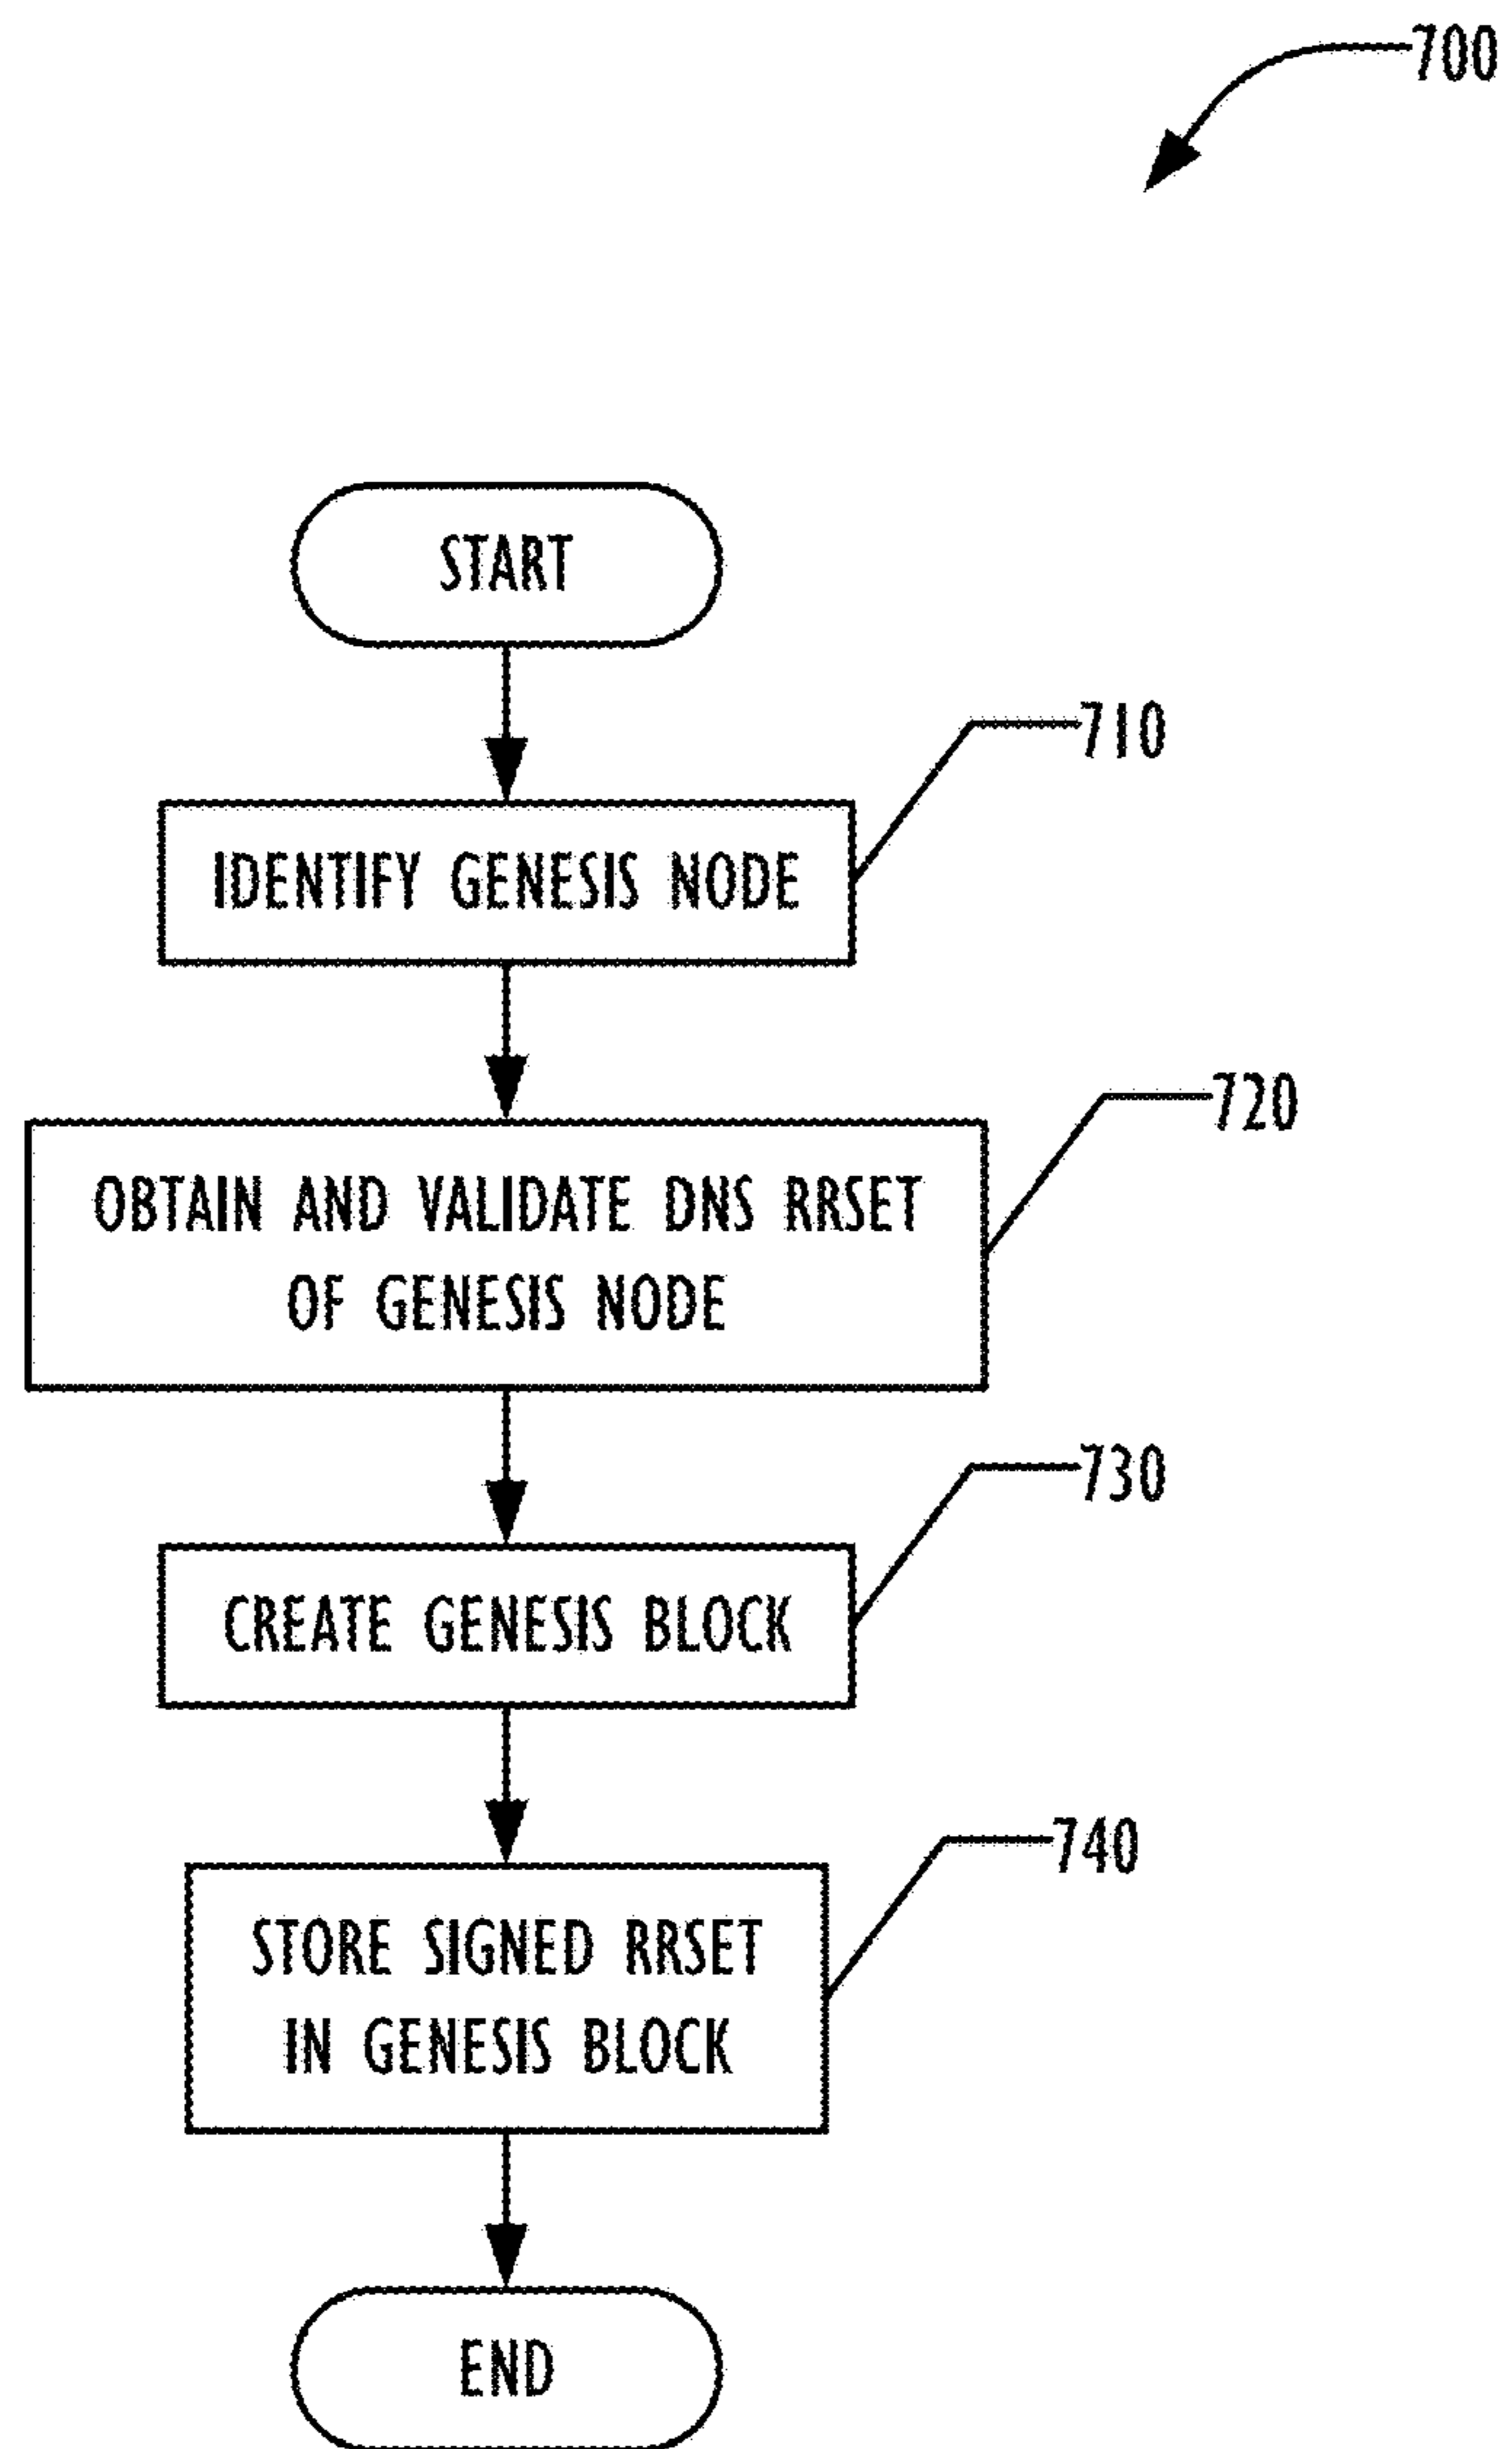 700
START
710
IDENTIFY GENESIS NODE
720
OBTAIN AND VALIDATE DNS RRSET
OF GENESIS NODE
730
CREATE GENESIS BLOCK
740
STORE SIGNED RRSET
IN GENESIS BLOCK
END